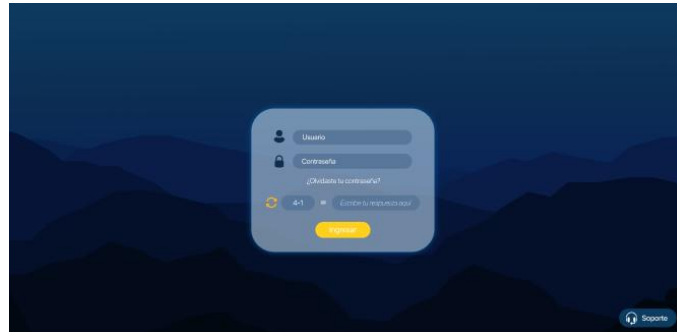 Usuario
Contraseña
¿Olvidaste tu contraseña?
4-1 = Escribe tu respuesta aquí
Ingresar
Soporte